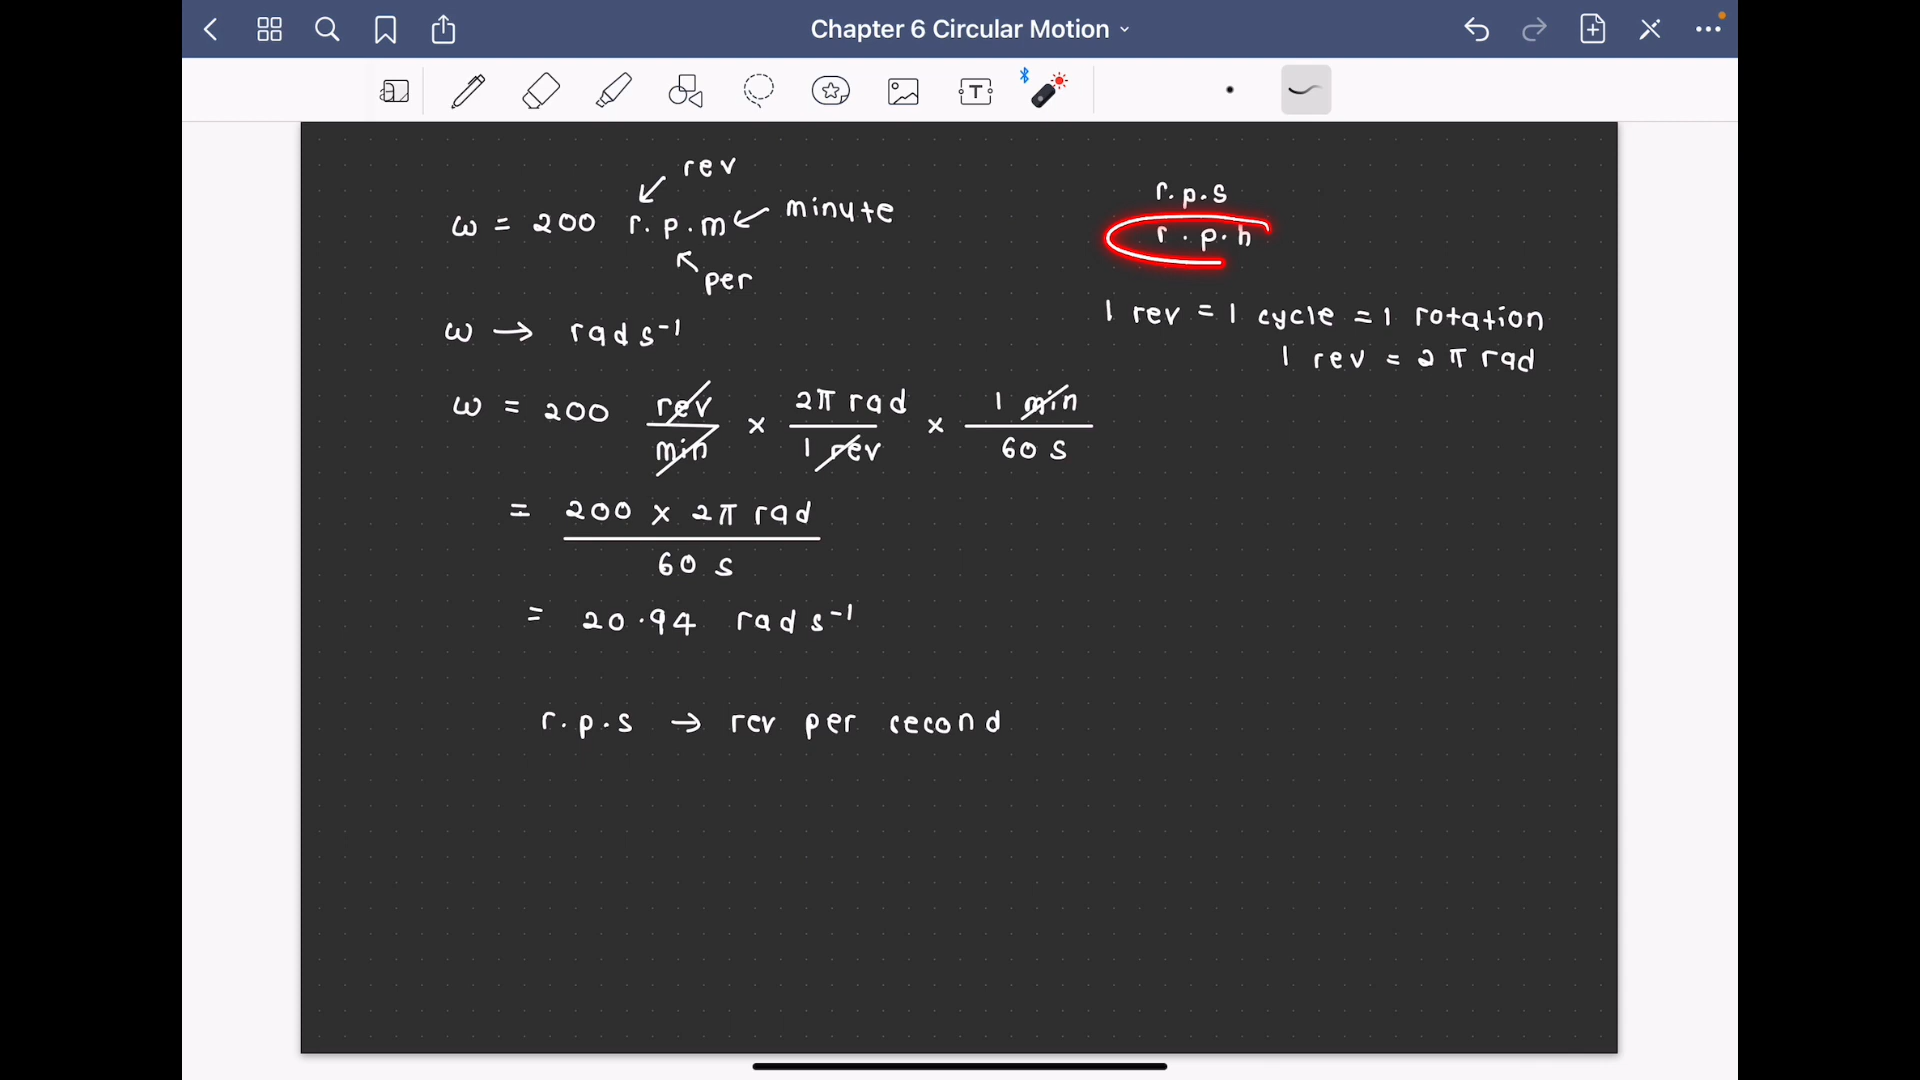 Chapter 6 Circular Motion
rev
ω = 200 r.p.m minute
per
r.p.s
r.p.h
1 rev = 1 cycle = 1 rotation
1 rev = 2π rad
ω → rad s⁻¹
ω = 200 rev/min × 2π rad/1 rev × 1 min/60 s
= 200 × 2π rad/60 s
= 20.94 rad s⁻¹
r.p.s → rev per second